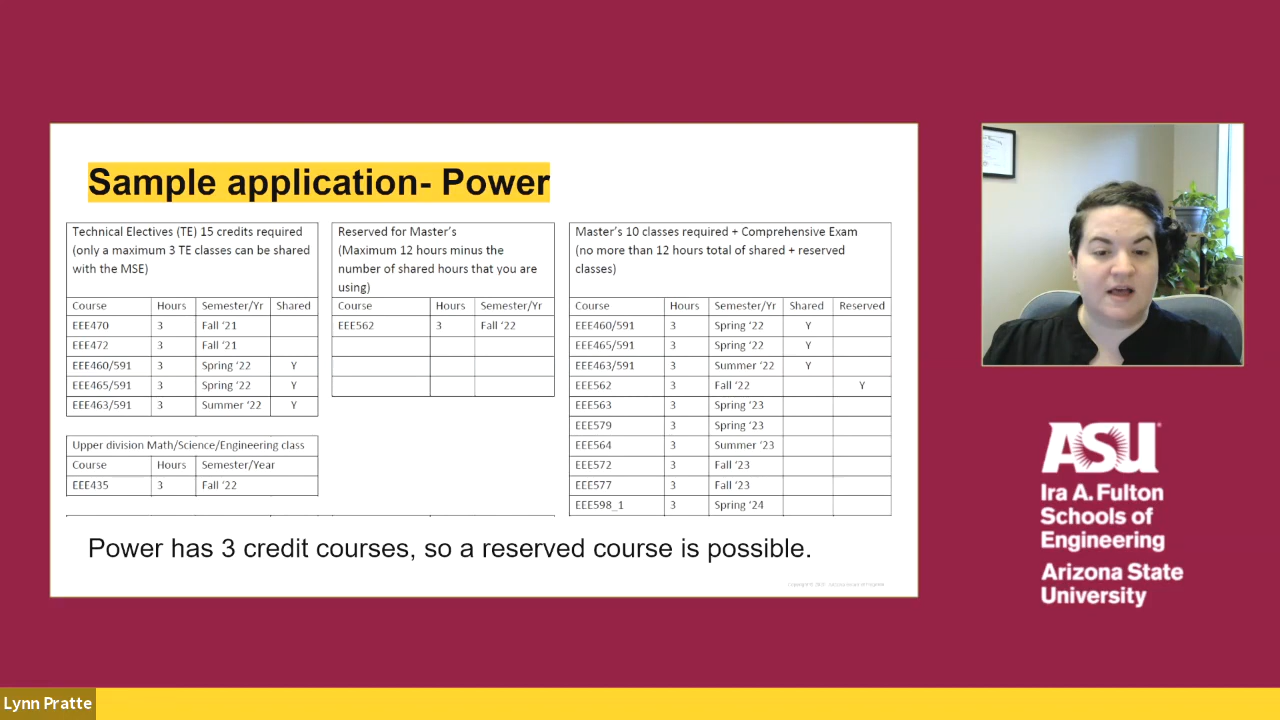 Sample application- Power
Technical Electives (TE) 15 credits required
(only a maximum 3 TE classes can be shared
with the MSE)
Course Hours Semester/Yr Shared
EEE470 3 Fall ‘21
EEE472 3 Fall ‘21
EEE460/591 3 Spring ‘22 Y
EEE465/591 3 Spring ‘22 Y
EEE463/591 3 Summer ‘22 Y
Upper division Math/Science/Engineering class
Course Hours Semester/Year
EEE435 3 Fall ‘22
Reserved for Master’s
(Maximum 12 hours minus the
number of shared hours that you are
using)
Course Hours Semester/Yr
EEE562 3 Fall ‘22
Master’s 10 classes required + Comprehensive Exam
(no more than 12 hours total of shared + reserved
classes)
Course Hours Semester/Yr Shared Reserved
EEE460/591 3 Spring ‘22 Y
EEE465/591 3 Spring ‘22 Y
EEE463/591 3 Summer ‘22 Y
EEE562 3 Fall ‘22 Y
EEE563 3 Spring ‘23
EEE579 3 Spring ‘23
EEE564 3 Summer ‘23
EEE572 3 Fall ‘23
EEE577 3 Fall ‘23
EEE598_1 3 Spring ‘24
Power has 3 credit courses, so a reserved course is possible.
ASU
Ira A. Fulton
Schools of
Engineering
Arizona State
University
Lynn Pratte